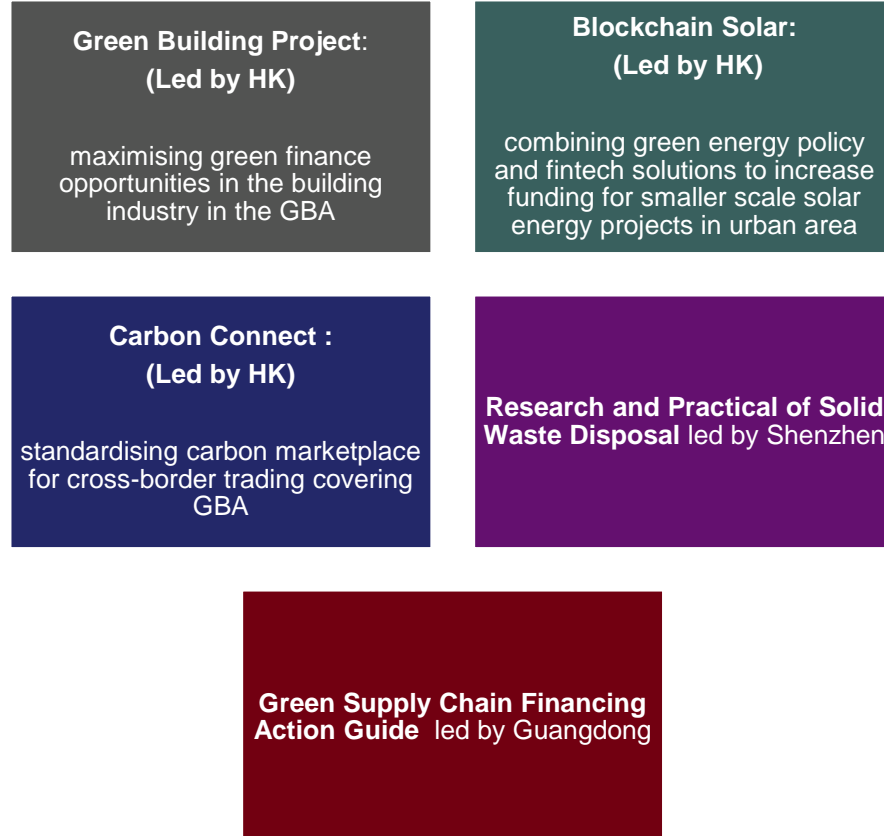 Green Building Project:
(Led by HK)
maximising green finance
opportunities in the building
industry in the GBA
Blockchain Solar:
(Led by HK)
combining green energy policy
and fintech solutions to increase
funding for smaller scale solar
energy projects in urban area
Carbon Connect :
(Led by HK)
standardising carbon marketplace
for cross-border trading covering
GBA
Research and Practical of Solid
Waste Disposal led by Shenzhen
Green Supply Chain Financing
Action Guide led by Guangdong